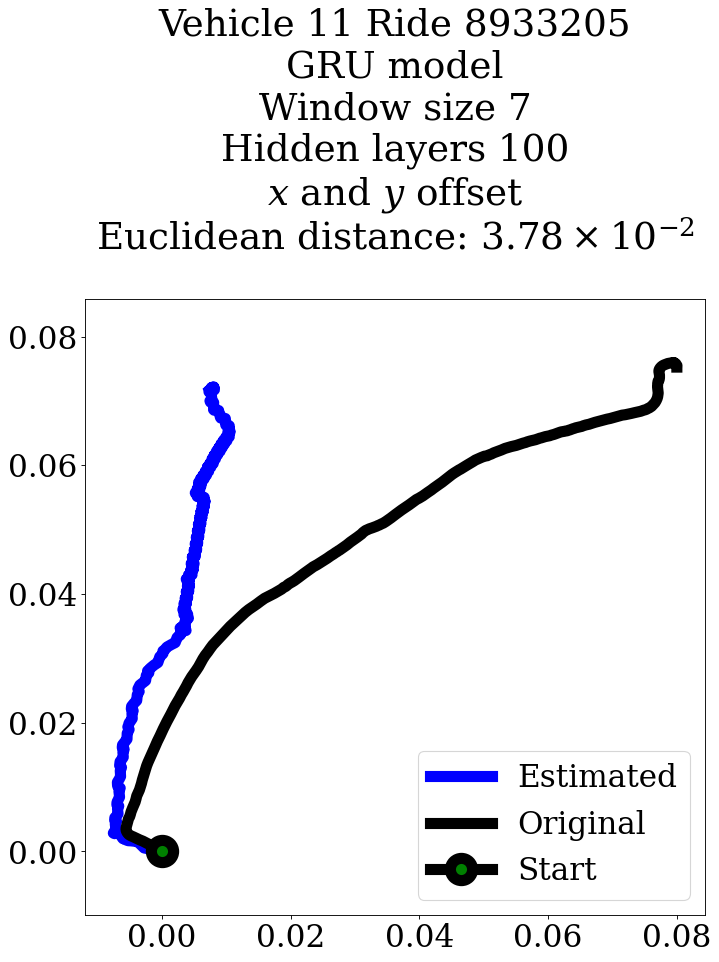 Vehicle 11 Ride 8933205
GRU model
Window size 7
Hidden layers 100
x and y offset
Euclidean distance: 3.78 × 10⁻²
0.08
0.06
0.04
0.02
0.00
Estimated
Original
Start
0.00 0.02 0.04 0.06 0.08